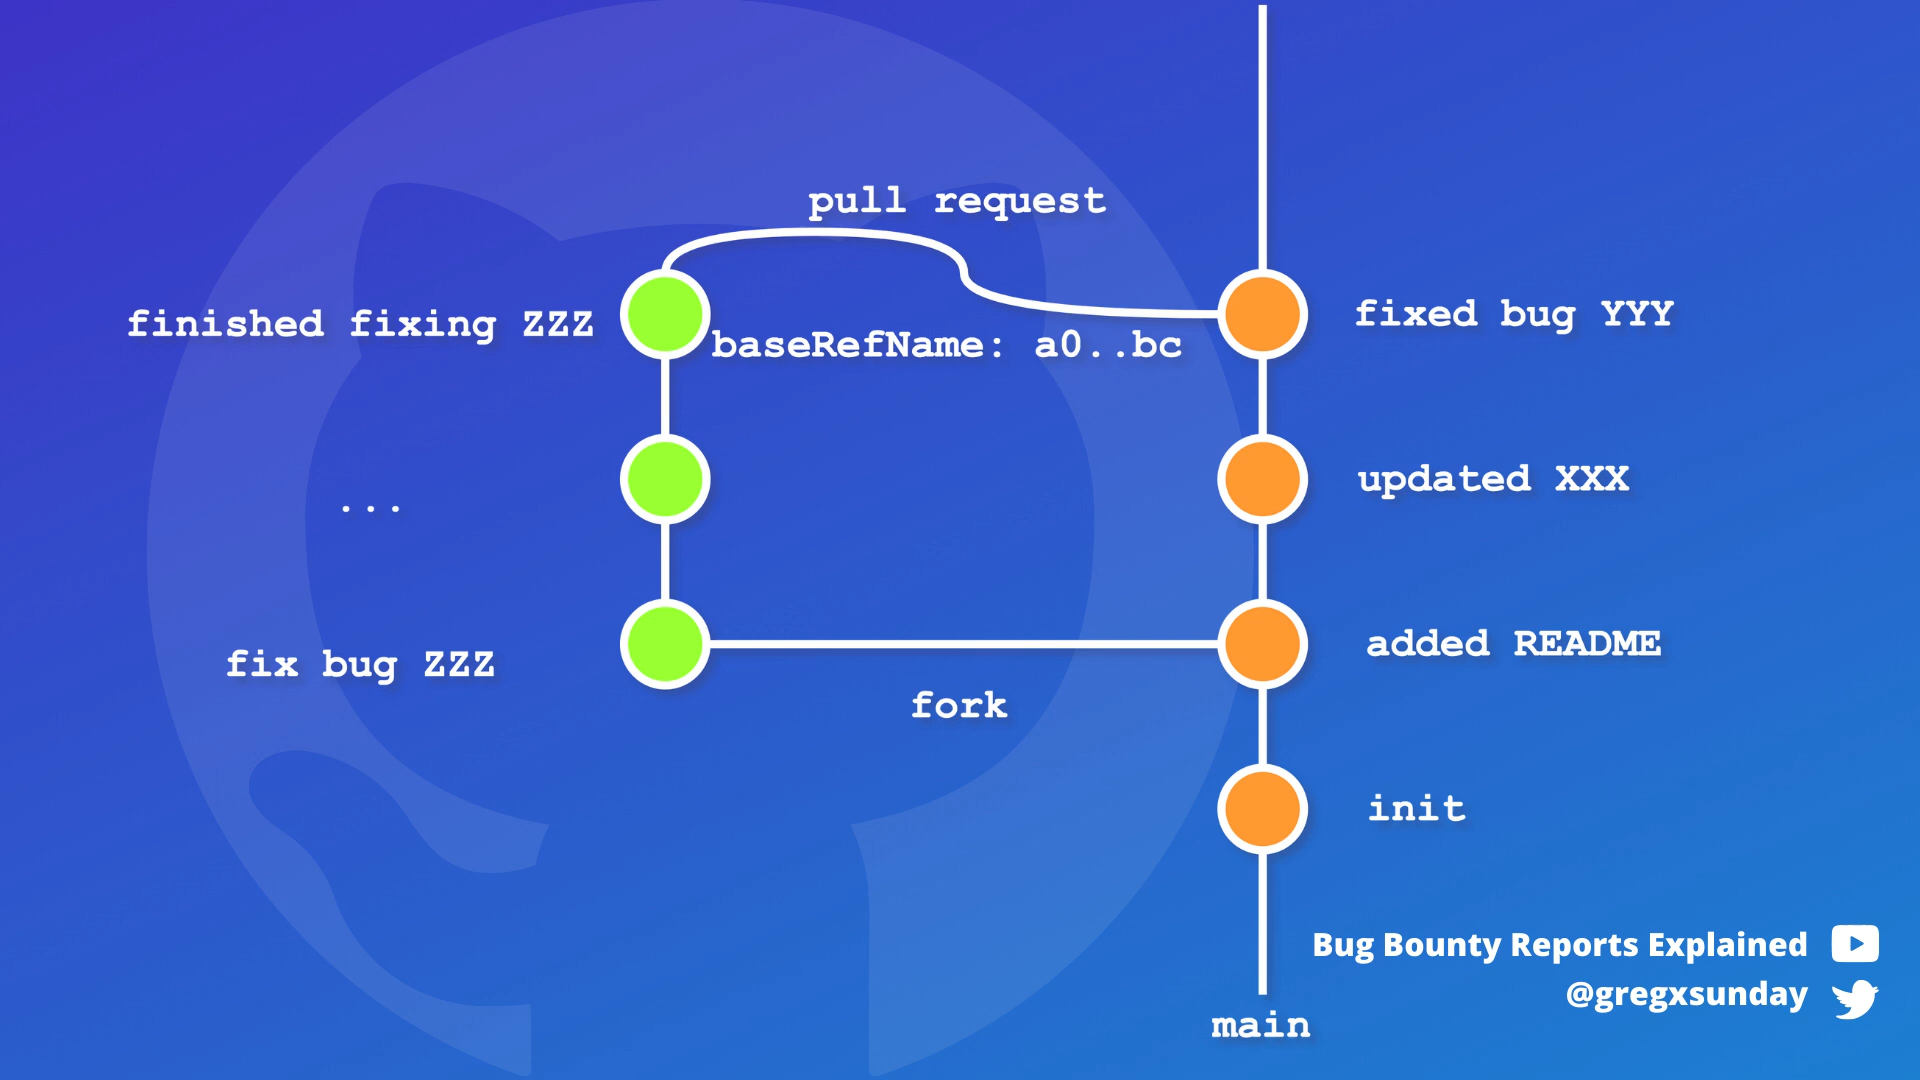 pull request
finished fixing ZZZ
fixed bug YYY
baseRefName: a0..bc
updated XXX
...
added README
fix bug ZZZ
fork
init
Bug Bounty Reports Explained
@gregxsunday
main